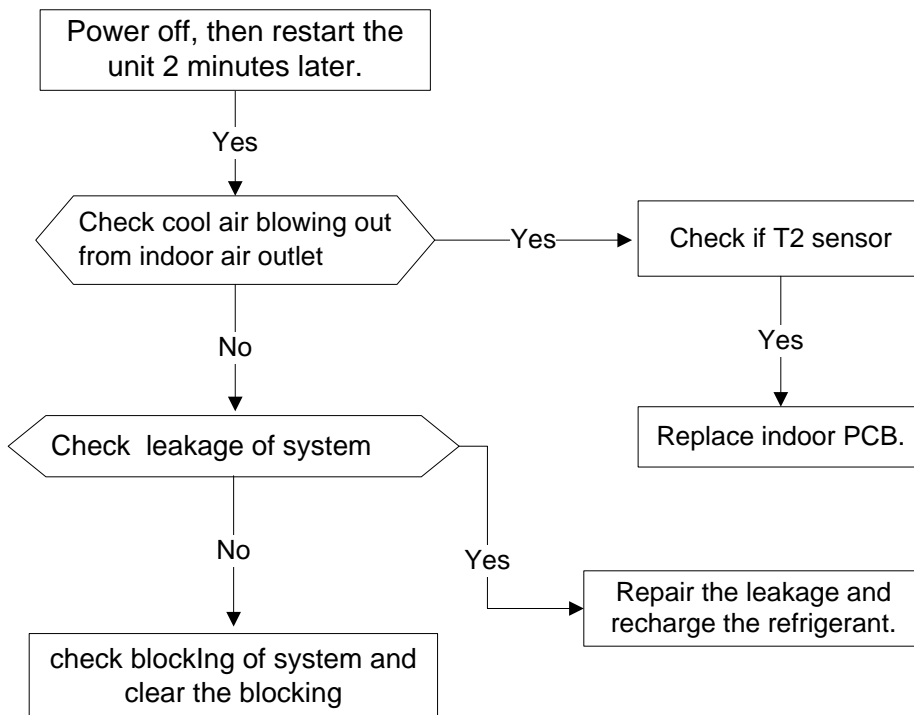 Power off, then restart the
unit 2 minutes later.
Yes
Check cool air blowing out
from indoor air outlet
Yes
Check if T2 sensor
No
Yes
Check leakage of system
Replace indoor PCB.
No
Yes
Repair the leakage and
recharge the refrigerant.
check blockIng of system and
clear the blocking